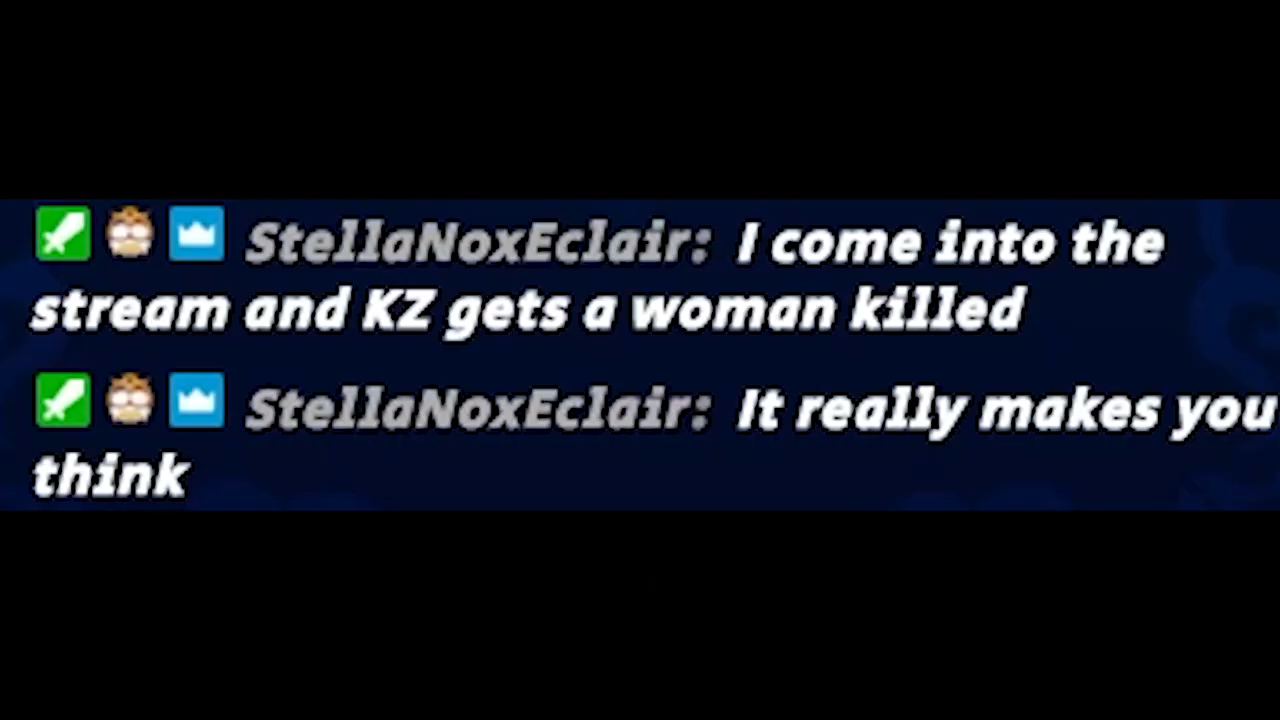 StellaNoxEclair: I come into the
stream and KZ gets a woman killed
StellaNoxEclair: It really makes you
think